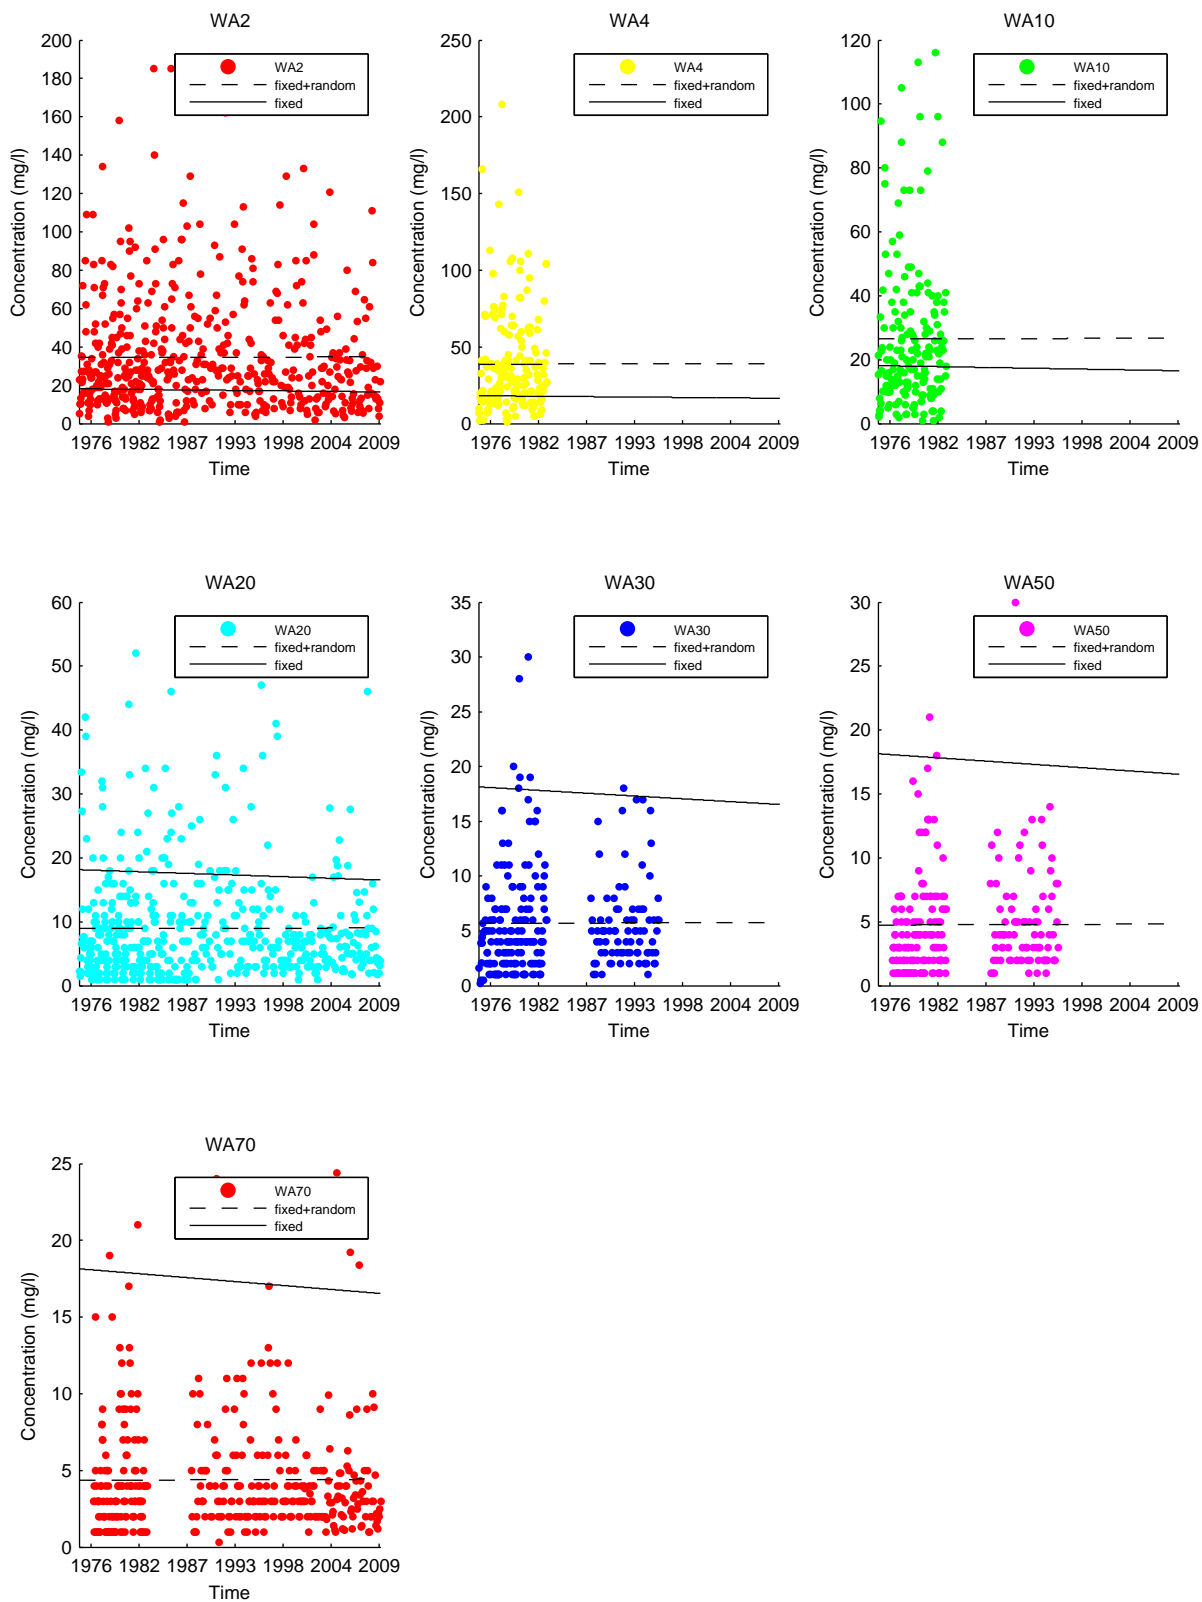 WA2
200
180
160
140
120
100
80
60
40
20
0
Concentration (mg/l)
1976 1982 1987 1993 1998 2004 2009
Time
WA2
fixed+random
fixed
WA4
250
200
150
100
50
0
Concentration (mg/l)
1976 1982 1987 1993 1998 2004 2009
Time
WA4
fixed+random
fixed
WA10
120
100
80
60
40
20
0
Concentration (mg/l)
1976 1982 1987 1993 1998 2004 2009
Time
WA10
fixed+random
fixed
WA20
60
50
40
30
20
10
0
Concentration (mg/l)
1976 1982 1987 1993 1998 2004 2009
Time
WA20
fixed+random
fixed
WA30
35
30
25
20
15
10
5
0
Concentration (mg/l)
1976 1982 1987 1993 1998 2004 2009
Time
WA30
fixed+random
fixed
WA50
30
25
20
15
10
5
0
Concentration (mg/l)
1976 1982 1987 1993 1998 2004 2009
Time
WA50
fixed+random
fixed
WA70
25
20
15
10
5
0
Concentration (mg/l)
1976 1982 1987 1993 1998 2004 2009
Time
WA70
fixed+random
fixed